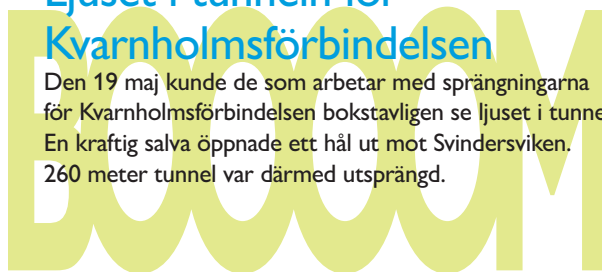 Ljuset i tunneln för
Kvarnholmsförbindelsen
Den 19 maj kunde de som arbetar med sprängningarna
för Kvarnholmsförbindelsen bokstavligen se ljuset i
En kraftig salva öppnade ett hål ut mot Svindersviken.
260 meter tunnel var därmed utsprängd.
BOOOOM